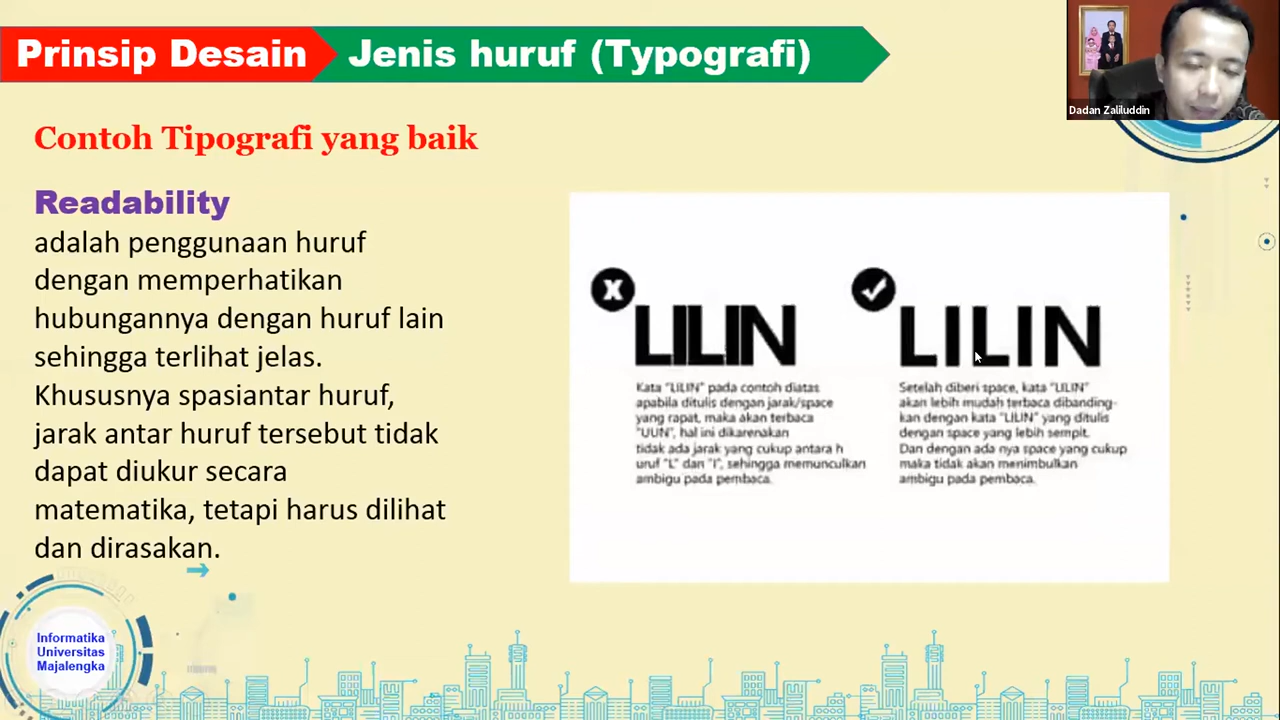 Prinsip Desain
Jenis huruf (Typografi)
Dadan Zaliluddin
Contoh Tipografi yang baik
Readability
adalah penggunaan huruf
dengan memperhatikan
hubungannya dengan huruf lain
sehingga terlihat jelas.
Khususnya spasiantar huruf,
jarak antar huruf tersebut tidak
dapat diukur secara
matematika, tetapi harus dilihat
dan dirasakan.
X
LILIN
Kata "LILIN" pada contoh diatas
apabila ditulis dengan jarak/space
yang rapat, maka akan terbaca
"UUN", hal ini dikarenakan
tidak ada jarak yang cukup antara h
uruf "L" dan "I", sehingga memunculkan
ambigu pada pembaca.
LILIN
Setelah diberi space, kata "LILIN"
akan lebih mudah terbaca dibanding-
kan dengan kata "LILIN" yang ditulis
dengan space yang lebih sempit.
Dan dengan ada nya space yang cukup
maka tidak akan menimbulkan
ambigu pada pembaca.
Informatika
Universitas
Majalengka